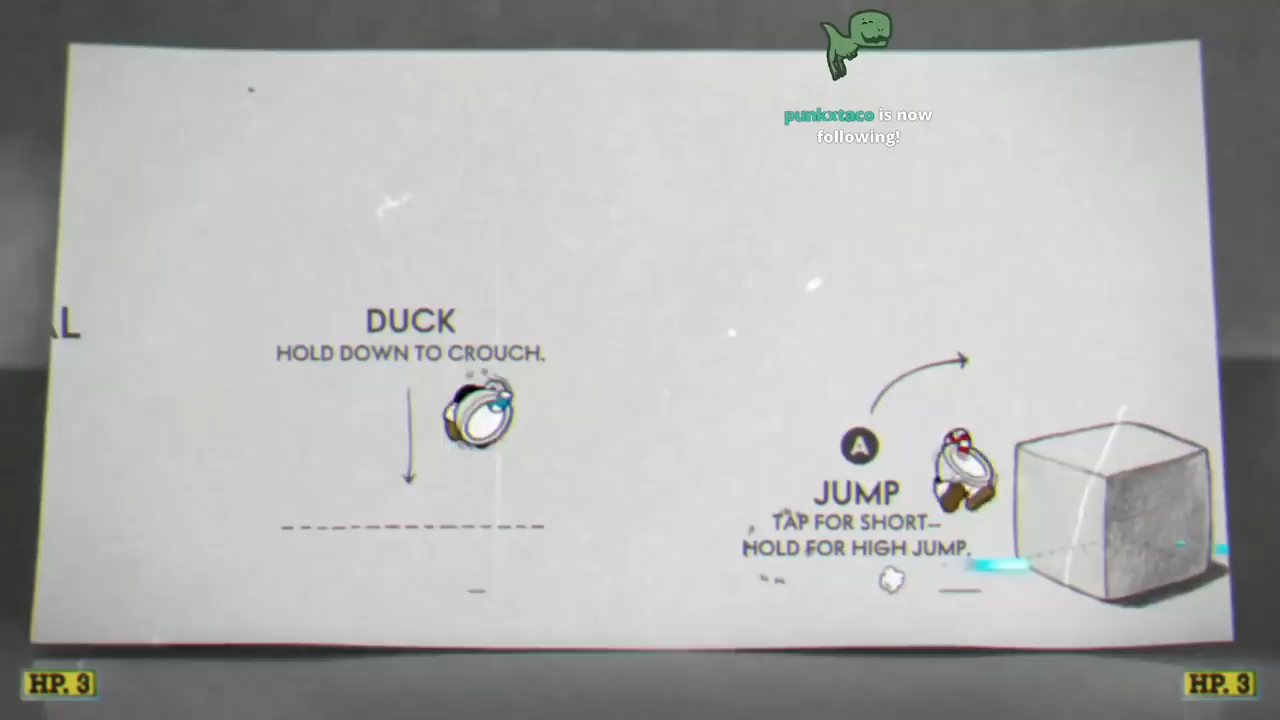 punkxtaco is now
following!
AL
DUCK
HOLD DOWN TO CROUCH.
A
JUMP
TAP FOR SHORT—
HOLD FOR HIGH JUMP.
HP. 3
HP. 3